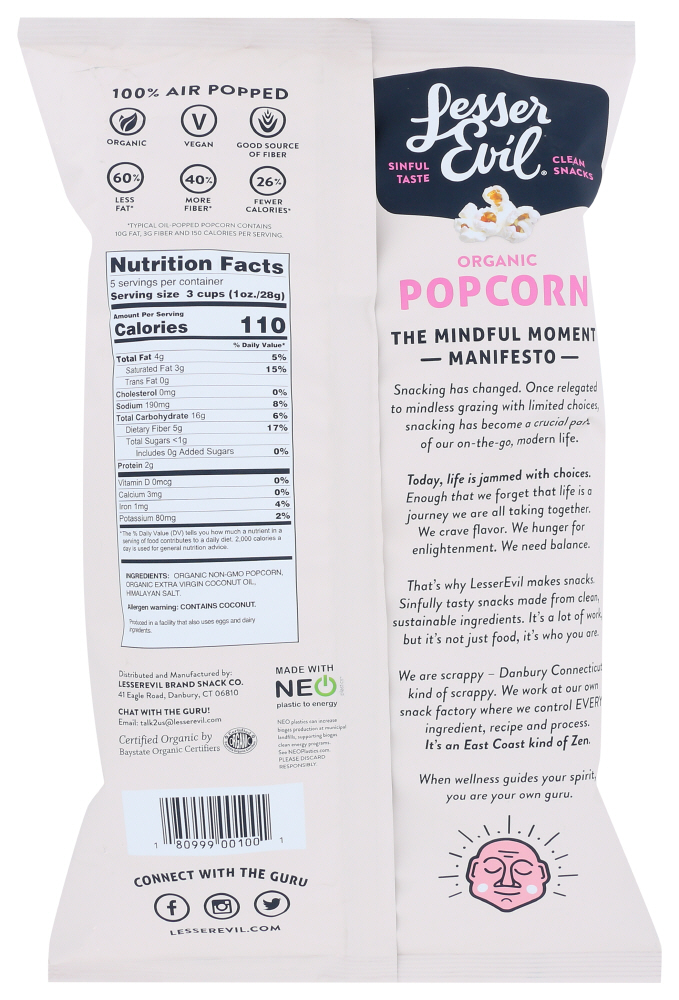 100% AIR POPPED
ORGANIC
V
VEGAN
GOOD SOURCE
OF FIBER
60%
LESS
FAT*
40%
MORE
FIBER*
26%
FEWER
CALORIES*
*TYPICAL OIL-POPPED POPCORN CONTAINS
10G FAT, 3G FIBER AND 150 CALORIES PER SERVING.
Nutrition Facts
5 servings per container
Serving size 3 cups (1oz./28g)
Amount Per Serving
Calories 110
% Daily Value*
Total Fat 4g 5%
Saturated Fat 3g 15%
Trans Fat 0g
Cholesterol 0mg 0%
Sodium 190mg 8%
Total Carbohydrate 16g 6%
Dietary Fiber 5g 17%
Total Sugars <1g
Includes 0g Added Sugars 0%
Protein 2g
Vitamin D 0mcg 0%
Calcium 3mg 0%
Iron 1mg 4%
Potassium 80mg 2%
*The % Daily Value (DV) tells you how much a nutrient in a
serving of food contributes to a daily diet. 2,000 calories a
day is used for general nutrition advice.
INGREDIENTS: ORGANIC NON-GMO POPCORN,
ORGANIC EXTRA VIRGIN COCONUT OIL,
HIMALAYAN SALT.
Allergen warning: CONTAINS COCONUT.
Produced in a facility that also uses eggs and dairy
ingredients.
Distributed and Manufactured by:
LESSEREVIL BRAND SNACK CO.
41 Eagle Road, Danbury, CT 06810
CHAT WITH THE GURU!
Email: talk2us@lesserevil.com
Certified Organic by
Baystate Organic Certifiers
MADE WITH
NEO
plastic to energy
NEO plastics can increase
biogas production at municipal
landfills, supporting biogas
clean energy programs.
See NEOPlastics.com.
PLEASE DISCARD
RESPONSIBLY.
1 80999 00100 1
CONNECT WITH THE GURU
LESSEREVIL.COM
Lesser
Evil®
SINFUL
TASTE
CLEAN
SNACKS
ORGANIC
POPCORN
THE MINDFUL MOMENT
— MANIFESTO —
Snacking has changed. Once relegated
to mindless grazing with limited choices,
snacking has become a crucial part
of our on-the-go, modern life.
Today, life is jammed with choices.
Enough that we forget that life is a
journey we are all taking together.
We crave flavor. We hunger for
enlightenment. We need balance.
That's why LesserEvil makes snacks.
Sinfully tasty snacks made from clean,
sustainable ingredients. It's a lot of work,
but it's not just food, it's who you are.
We are scrappy – Danbury Connecticut
kind of scrappy. We work at our own
snack factory where we control EVERY
ingredient, recipe and process.
It's an East Coast kind of Zen.
When wellness guides your spirit,
you are your own guru.